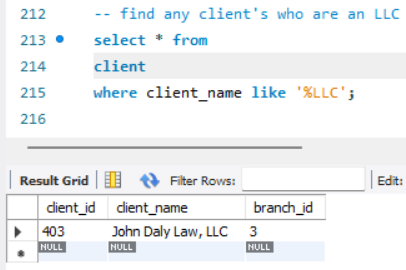 212 -- find any client's who are an LLC
213 select * from
214 client
215 where client_name like '%LLC';
216
Result Grid Filter Rows: Edit:
client_id client_name branch_id
403 John Daly Law, LLC 3
NULL NULL NULL